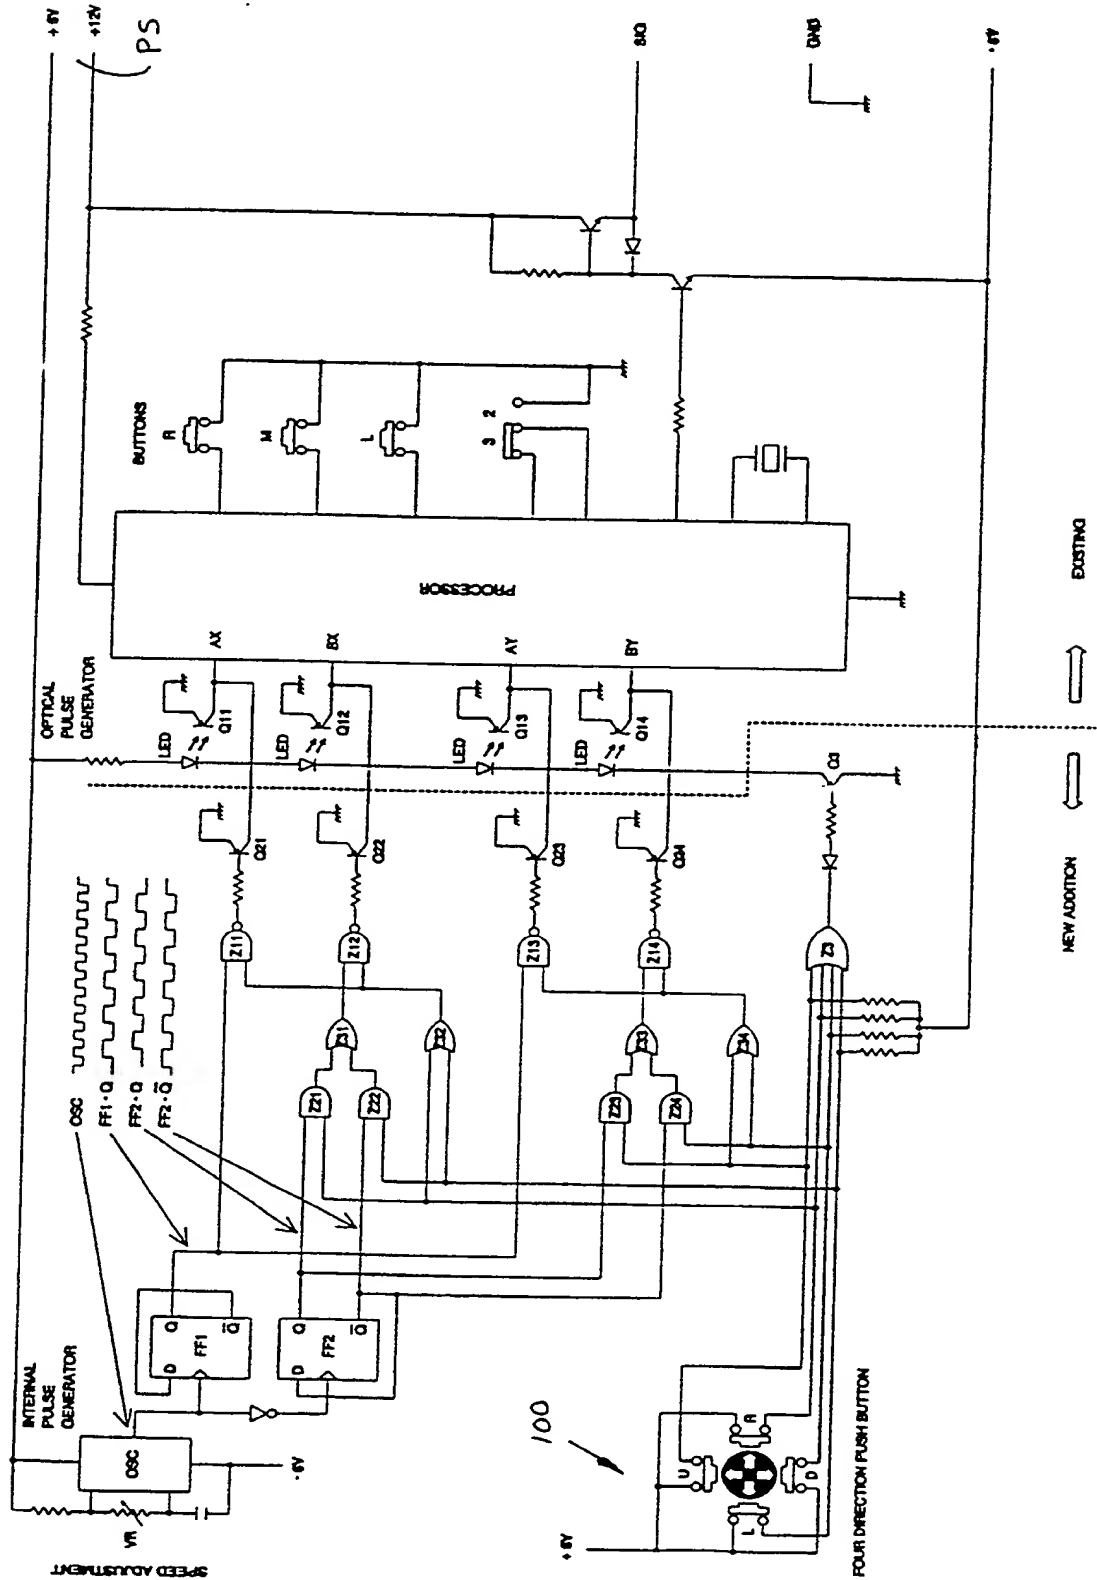 SPEED ADJUSTMENT
VR
OSC
- 6V
INTERNAL
PULSE
GENERATOR
D
Q
FF1
Q̅
D
Q
FF2
Q̅
OSC
FF1 - Q
FF2 - Q
FF2 - Q̅
Z21
Z22
Z31
Z32
Z23
Z24
Z33
Z34
Z11
Z12
Z13
Z14
Z3
Q21
Q22
Q23
Q24
Q3
OPTICAL
PULSE
GENERATOR
LED
LED
LED
LED
Q11
Q12
Q13
Q14
AX
BX
AY
BY
PROCESSOR
BUTTONS
R
M
L
3
2
+ 6V
+12V
PS
SIG
GND
- 6V
100
+ 6V
U
R
L
D
FOUR DIRECTION PUSH BUTTON
NEW ADDITION
EXISTING